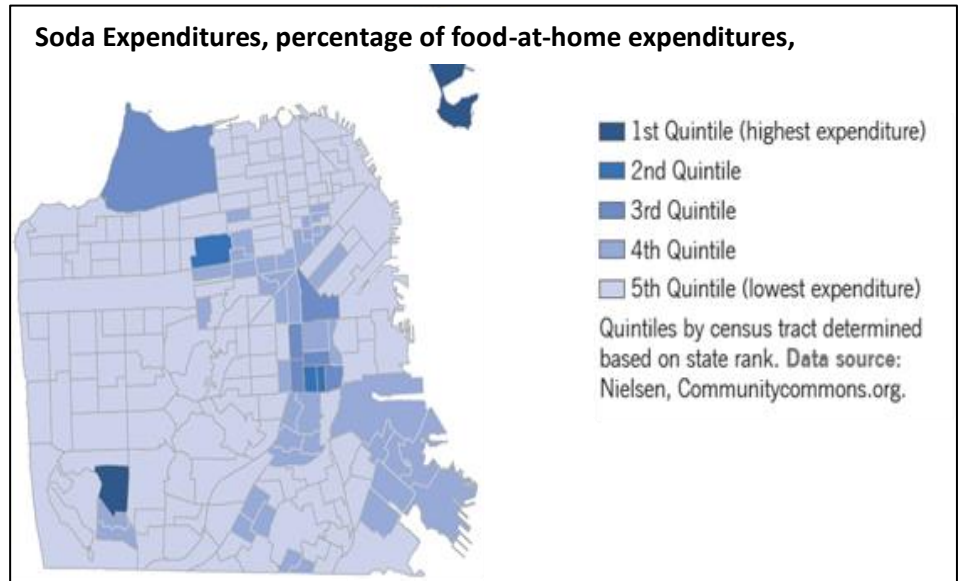 Soda Expenditures, percentage of food-at-home expenditures,
1st Quintile (highest expenditure)
2nd Quintile
3rd Quintile
4th Quintile
5th Quintile (lowest expenditure)
Quintiles by census tract determined
based on state rank. Data source:
Nielsen, Communitycommons.org.